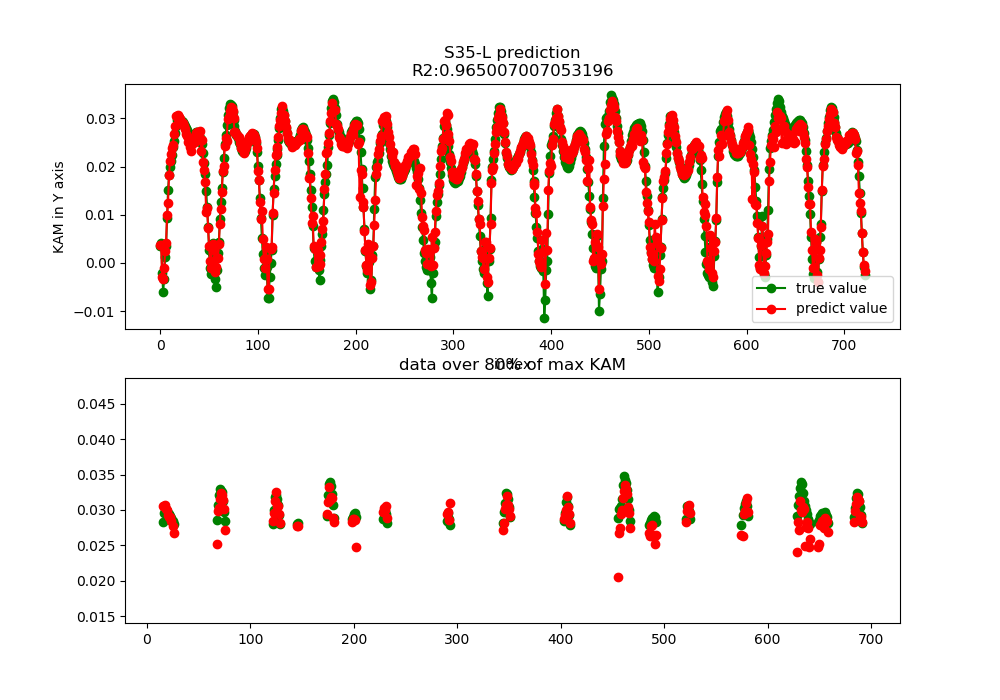 S35-L prediction
R2:0.965007007053196
KAM in Y axis
0.03
0.02
0.01
0.00
−0.01
true value
predict value
0 100 200 300 400 500 600 700
index
data over 80% of max KAM
0.045
0.040
0.035
0.030
0.025
0.020
0.015
0 100 200 300 400 500 600 700